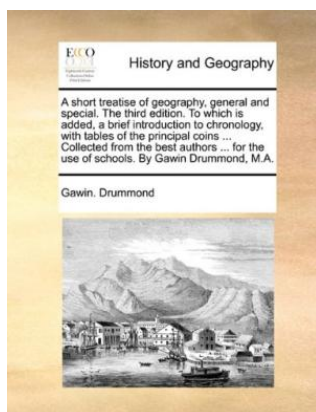 ECCO
History and Geography
A short treatise of geography, general and
special. The third edition. To which is
added, a brief introduction to chronology,
with tables of the principal coins ...
Collected from the best authors ... for the
use of schools. By Gawin Drummond, M.A.
Gawin. Drummond